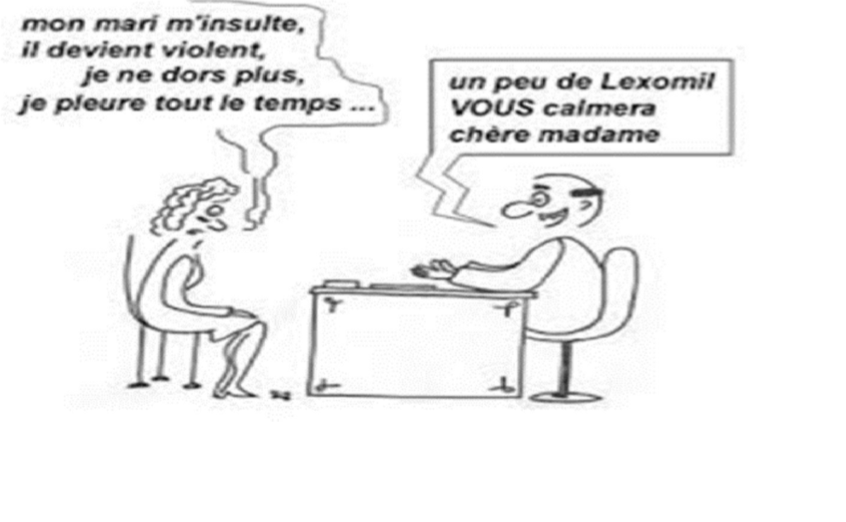 mon mari m'insulte,
il devient violent,
je ne dors plus,
je pleure tout le temps ...
un peu de Lexomil
VOUS calmera
chère madame